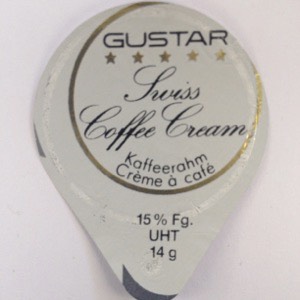 GUSTAR
Swiss
Coffee Cream
Kaffeerahm
Crème à café
15% Fg.
UHT
14 g